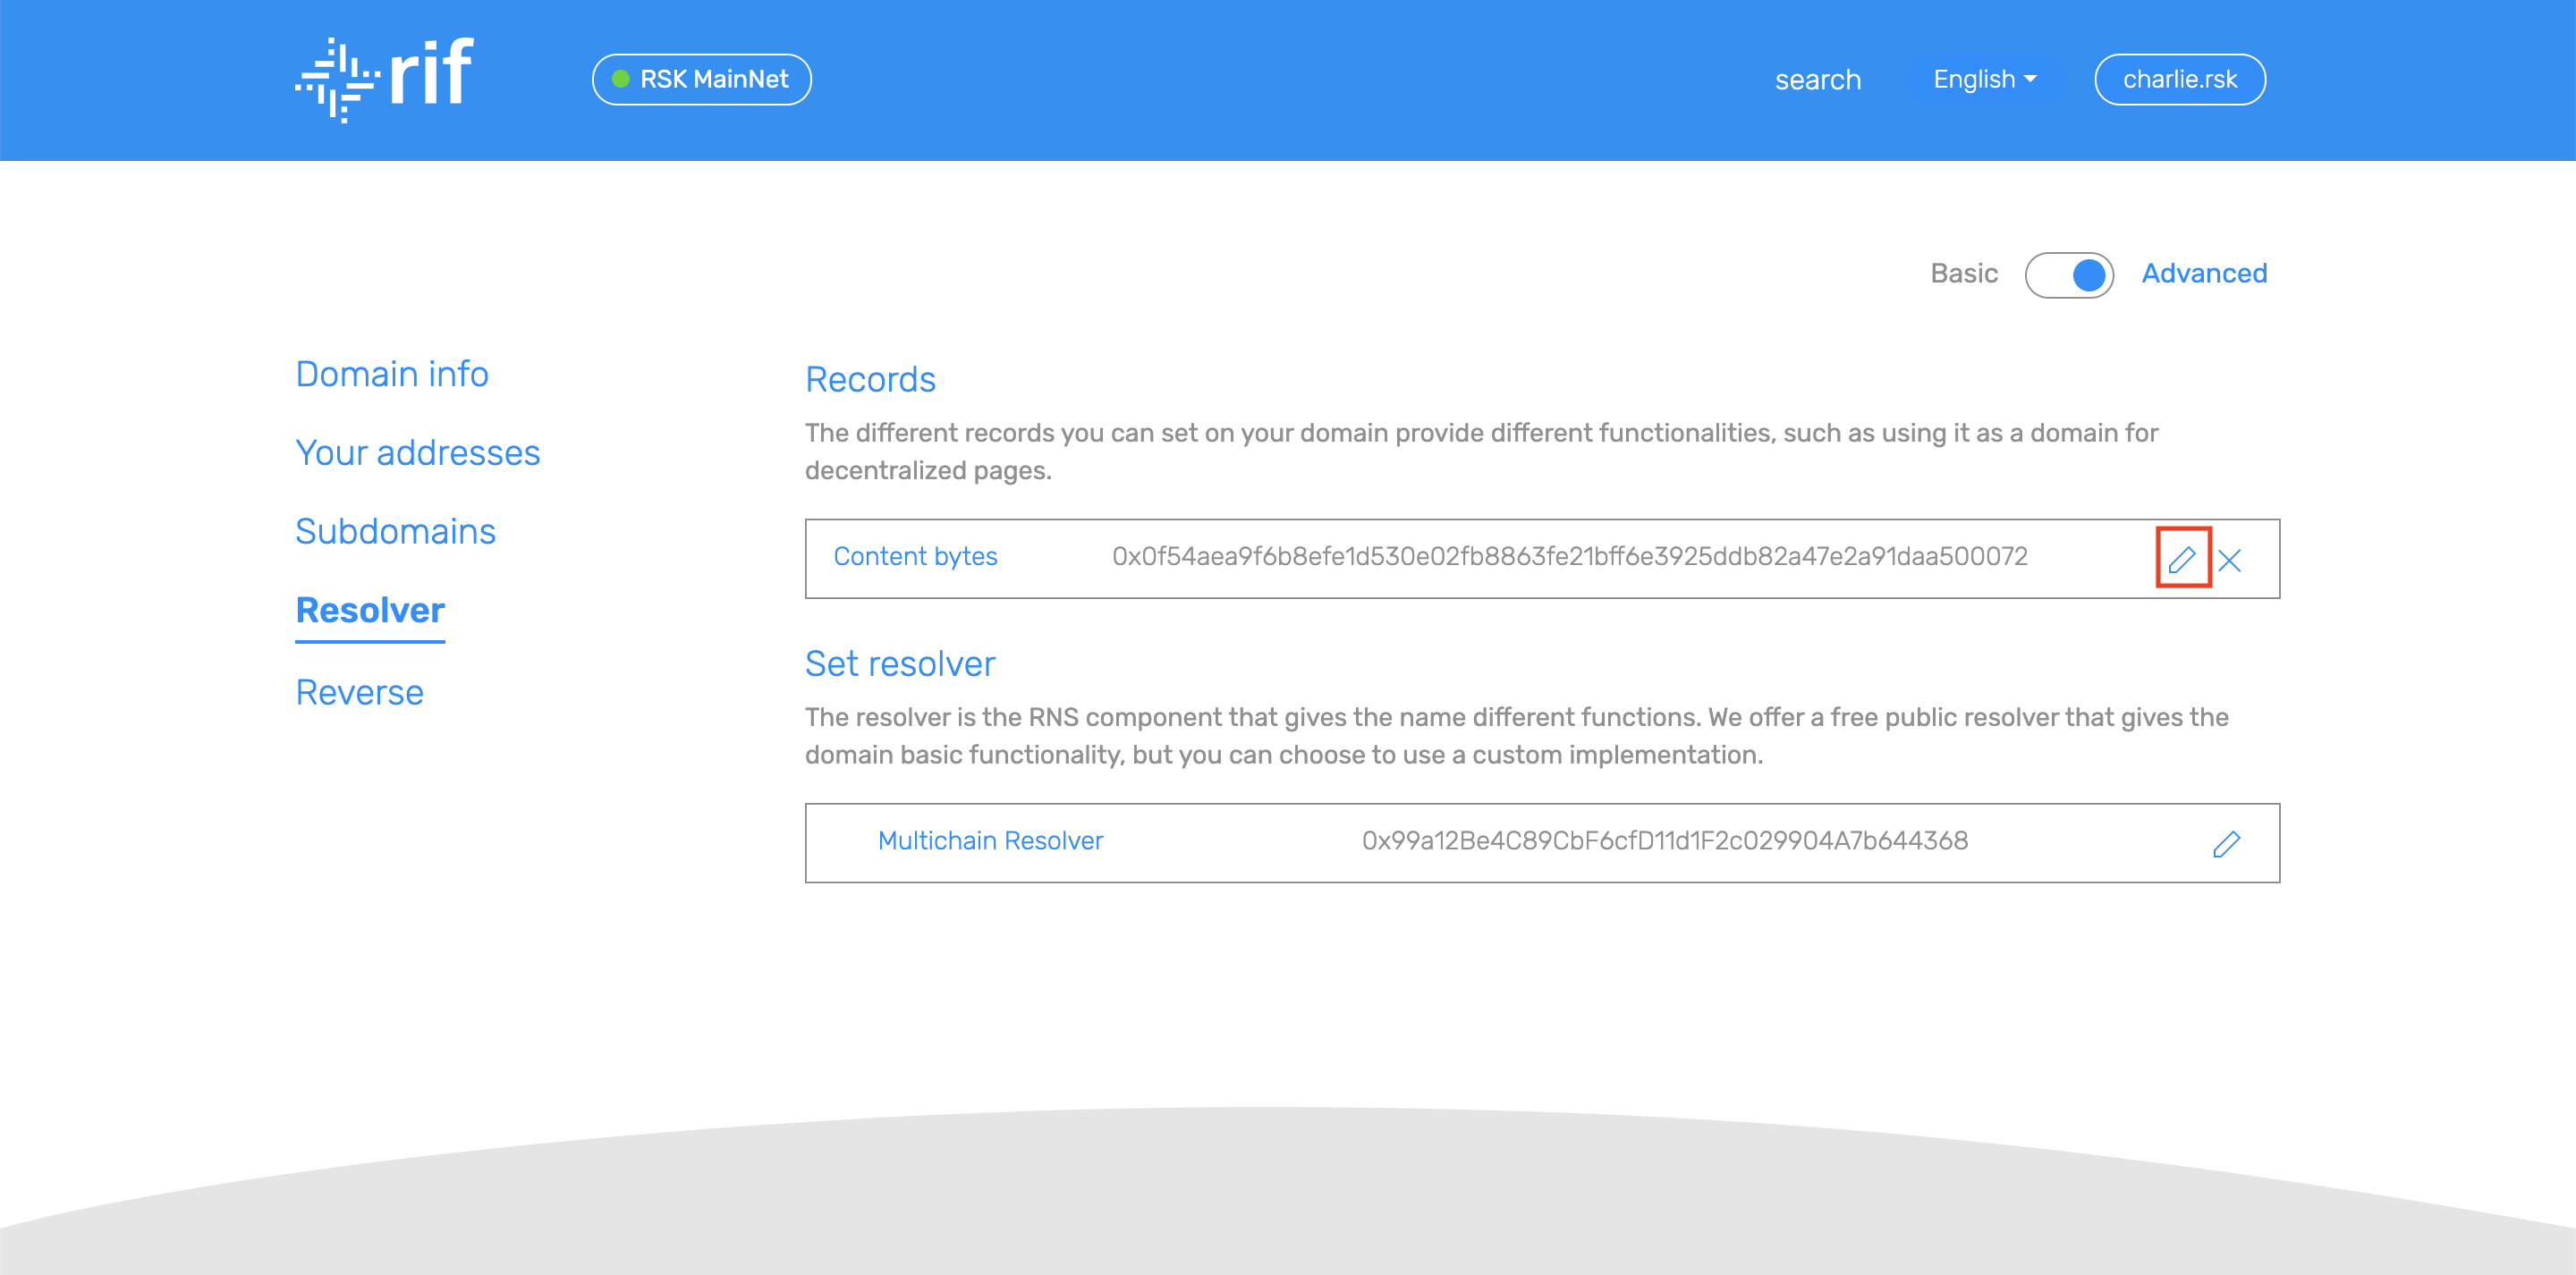 rif
RSK MainNet
search
English
charlie.rsk
Basic
Advanced
Domain info
Your addresses
Subdomains
Resolver
Reverse
Records
The different records you can set on your domain provide different functionalities, such as using it as a domain for
decentralized pages.
Content bytes 0x0f54aea9f6b8efe1d530e02fb8863fe21bff6e3925ddb82a47e2a91daa500072
Set resolver
The resolver is the RNS component that gives the name different functions. We offer a free public resolver that gives the
domain basic functionality, but you can choose to use a custom implementation.
Multichain Resolver 0x99a12Be4C89CbF6cfD11d1F2c029904A7b644368